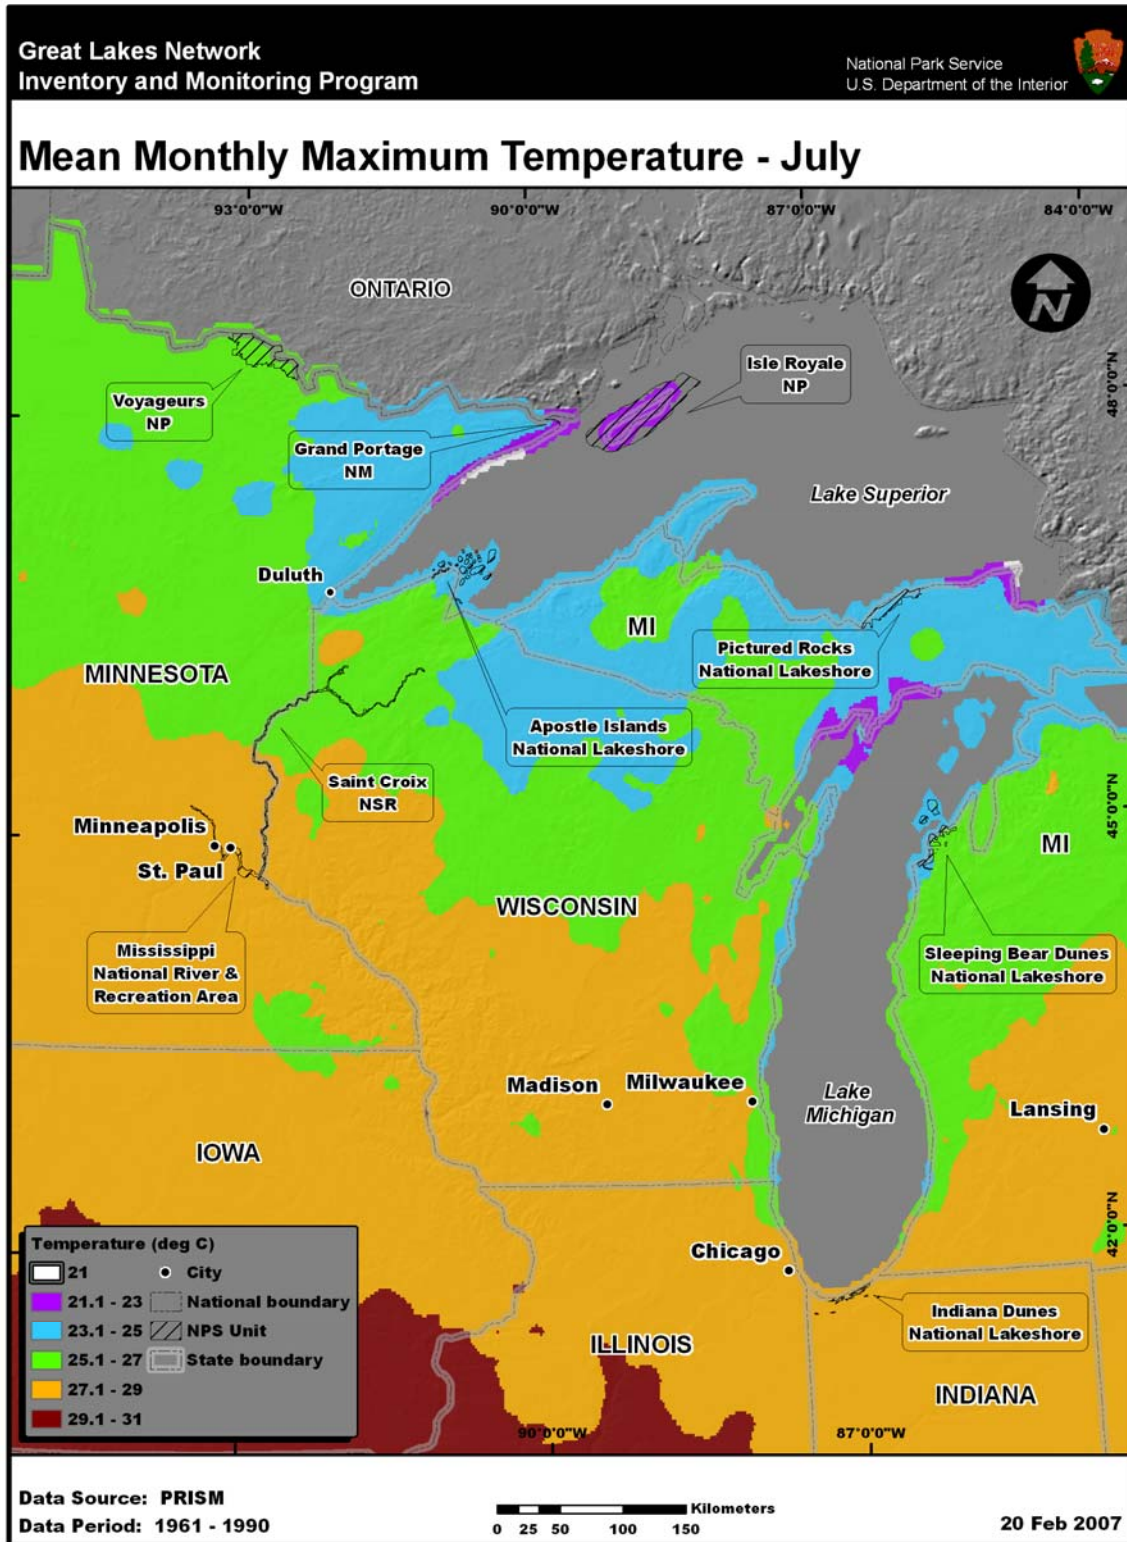 Great Lakes Network
Inventory and Monitoring Program
National Park Service
U.S. Department of the Interior
Mean Monthly Maximum Temperature - July
93°0'0"W
90°0'0"W
87°0'0"W
84°0'0"W
ONTARIO
N
Isle Royale
NP
48°0'0"N
Voyageurs
NP
Grand Portage
NM
Lake Superior
Duluth
MI
Pictured Rocks
National Lakeshore
MINNESOTA
Apostle Islands
National Lakeshore
Saint Croix
NSR
45°0'0"N
Minneapolis
St. Paul
MI
WISCONSIN
Mississippi
National River &
Recreation Area
Sleeping Bear Dunes
National Lakeshore
Madison
Milwaukee
Lake
Michigan
Lansing
IOWA
42°0'0"N
Chicago
Temperature (deg C)
21
City
21.1 - 23
National boundary
23.1 - 25
NPS Unit
25.1 - 27
State boundary
27.1 - 29
29.1 - 31
Indiana Dunes
National Lakeshore
ILLINOIS
INDIANA
90°0'0"W
87°0'0"W
Data Source: PRISM
Data Period: 1961 - 1990
Kilometers
0 25 50 100 150
20 Feb 2007